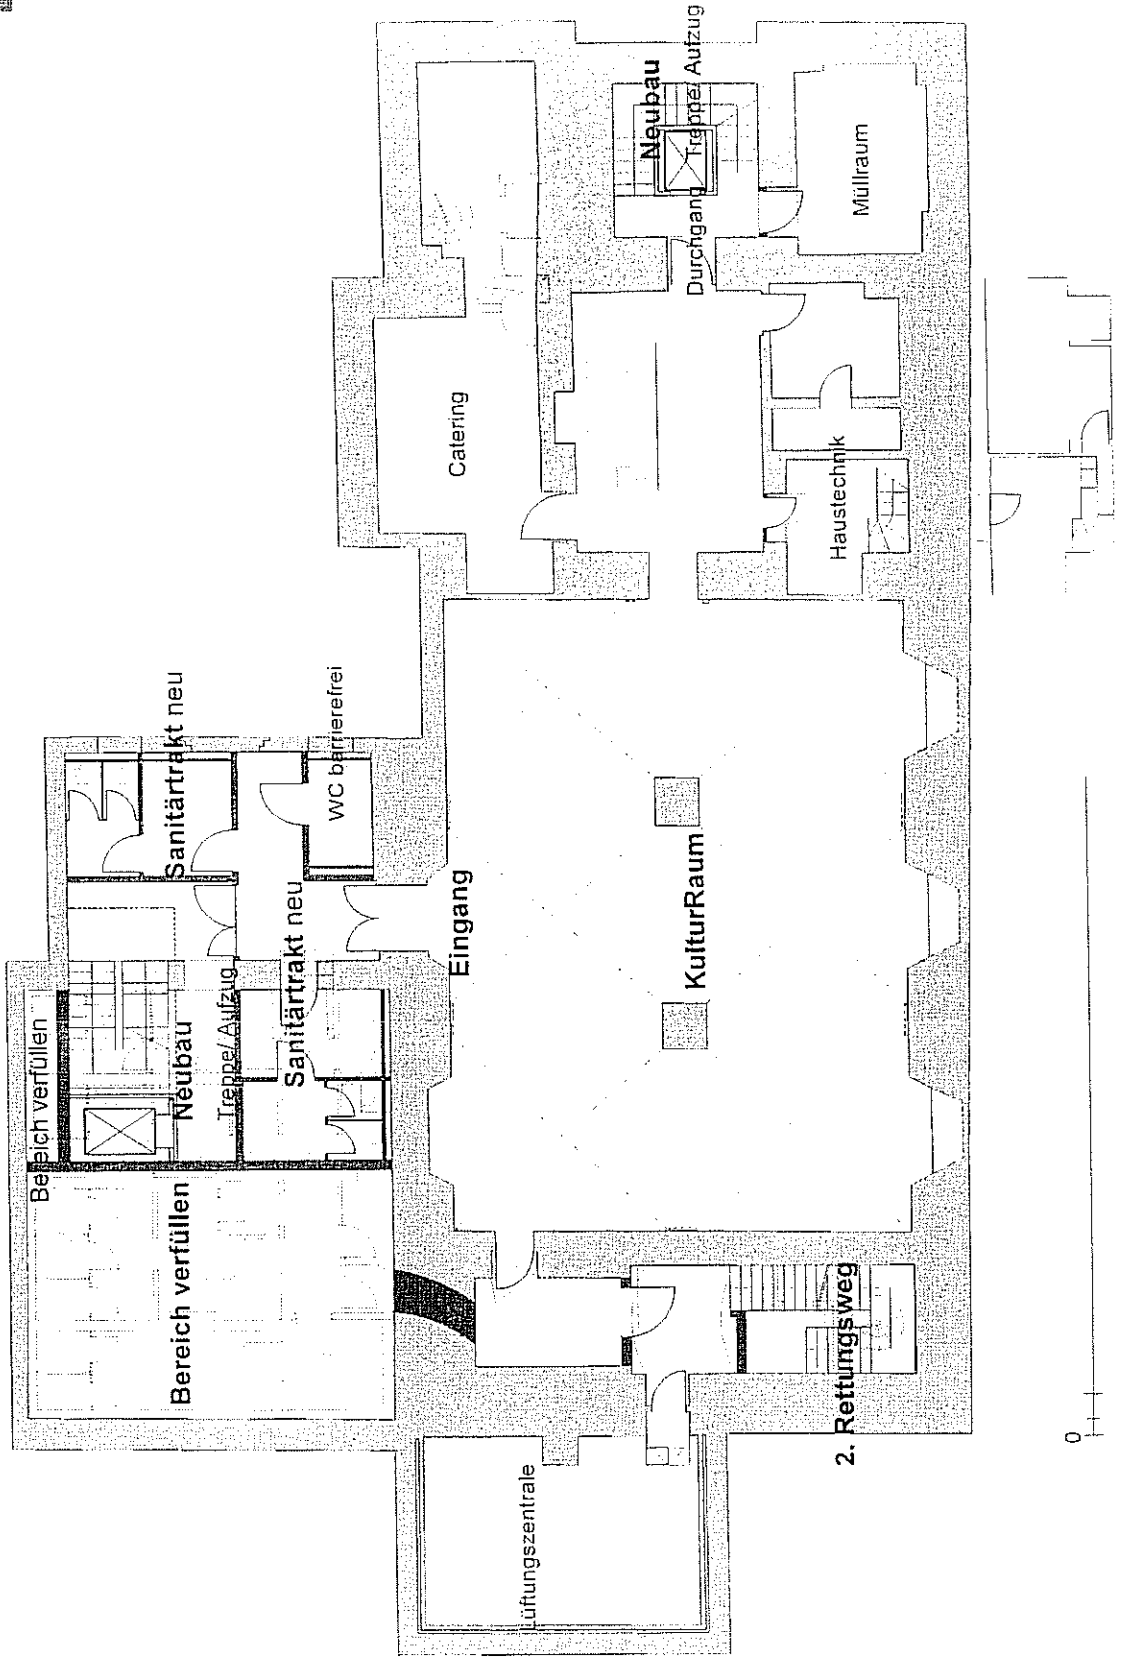 Bereich verfüllen
Bereich verfüllen
Neubau
Treppe/ Aufzug
Sanitärtrakt neu
Sanitärtrakt neu
WC barrierefrei
Eingang
KulturRaum
Catering
Neubau
Treppe/ Aufzug
Durchgang
Müllraum
Haustechnik
Lüftungszentrale
2. Rettungsweg
0